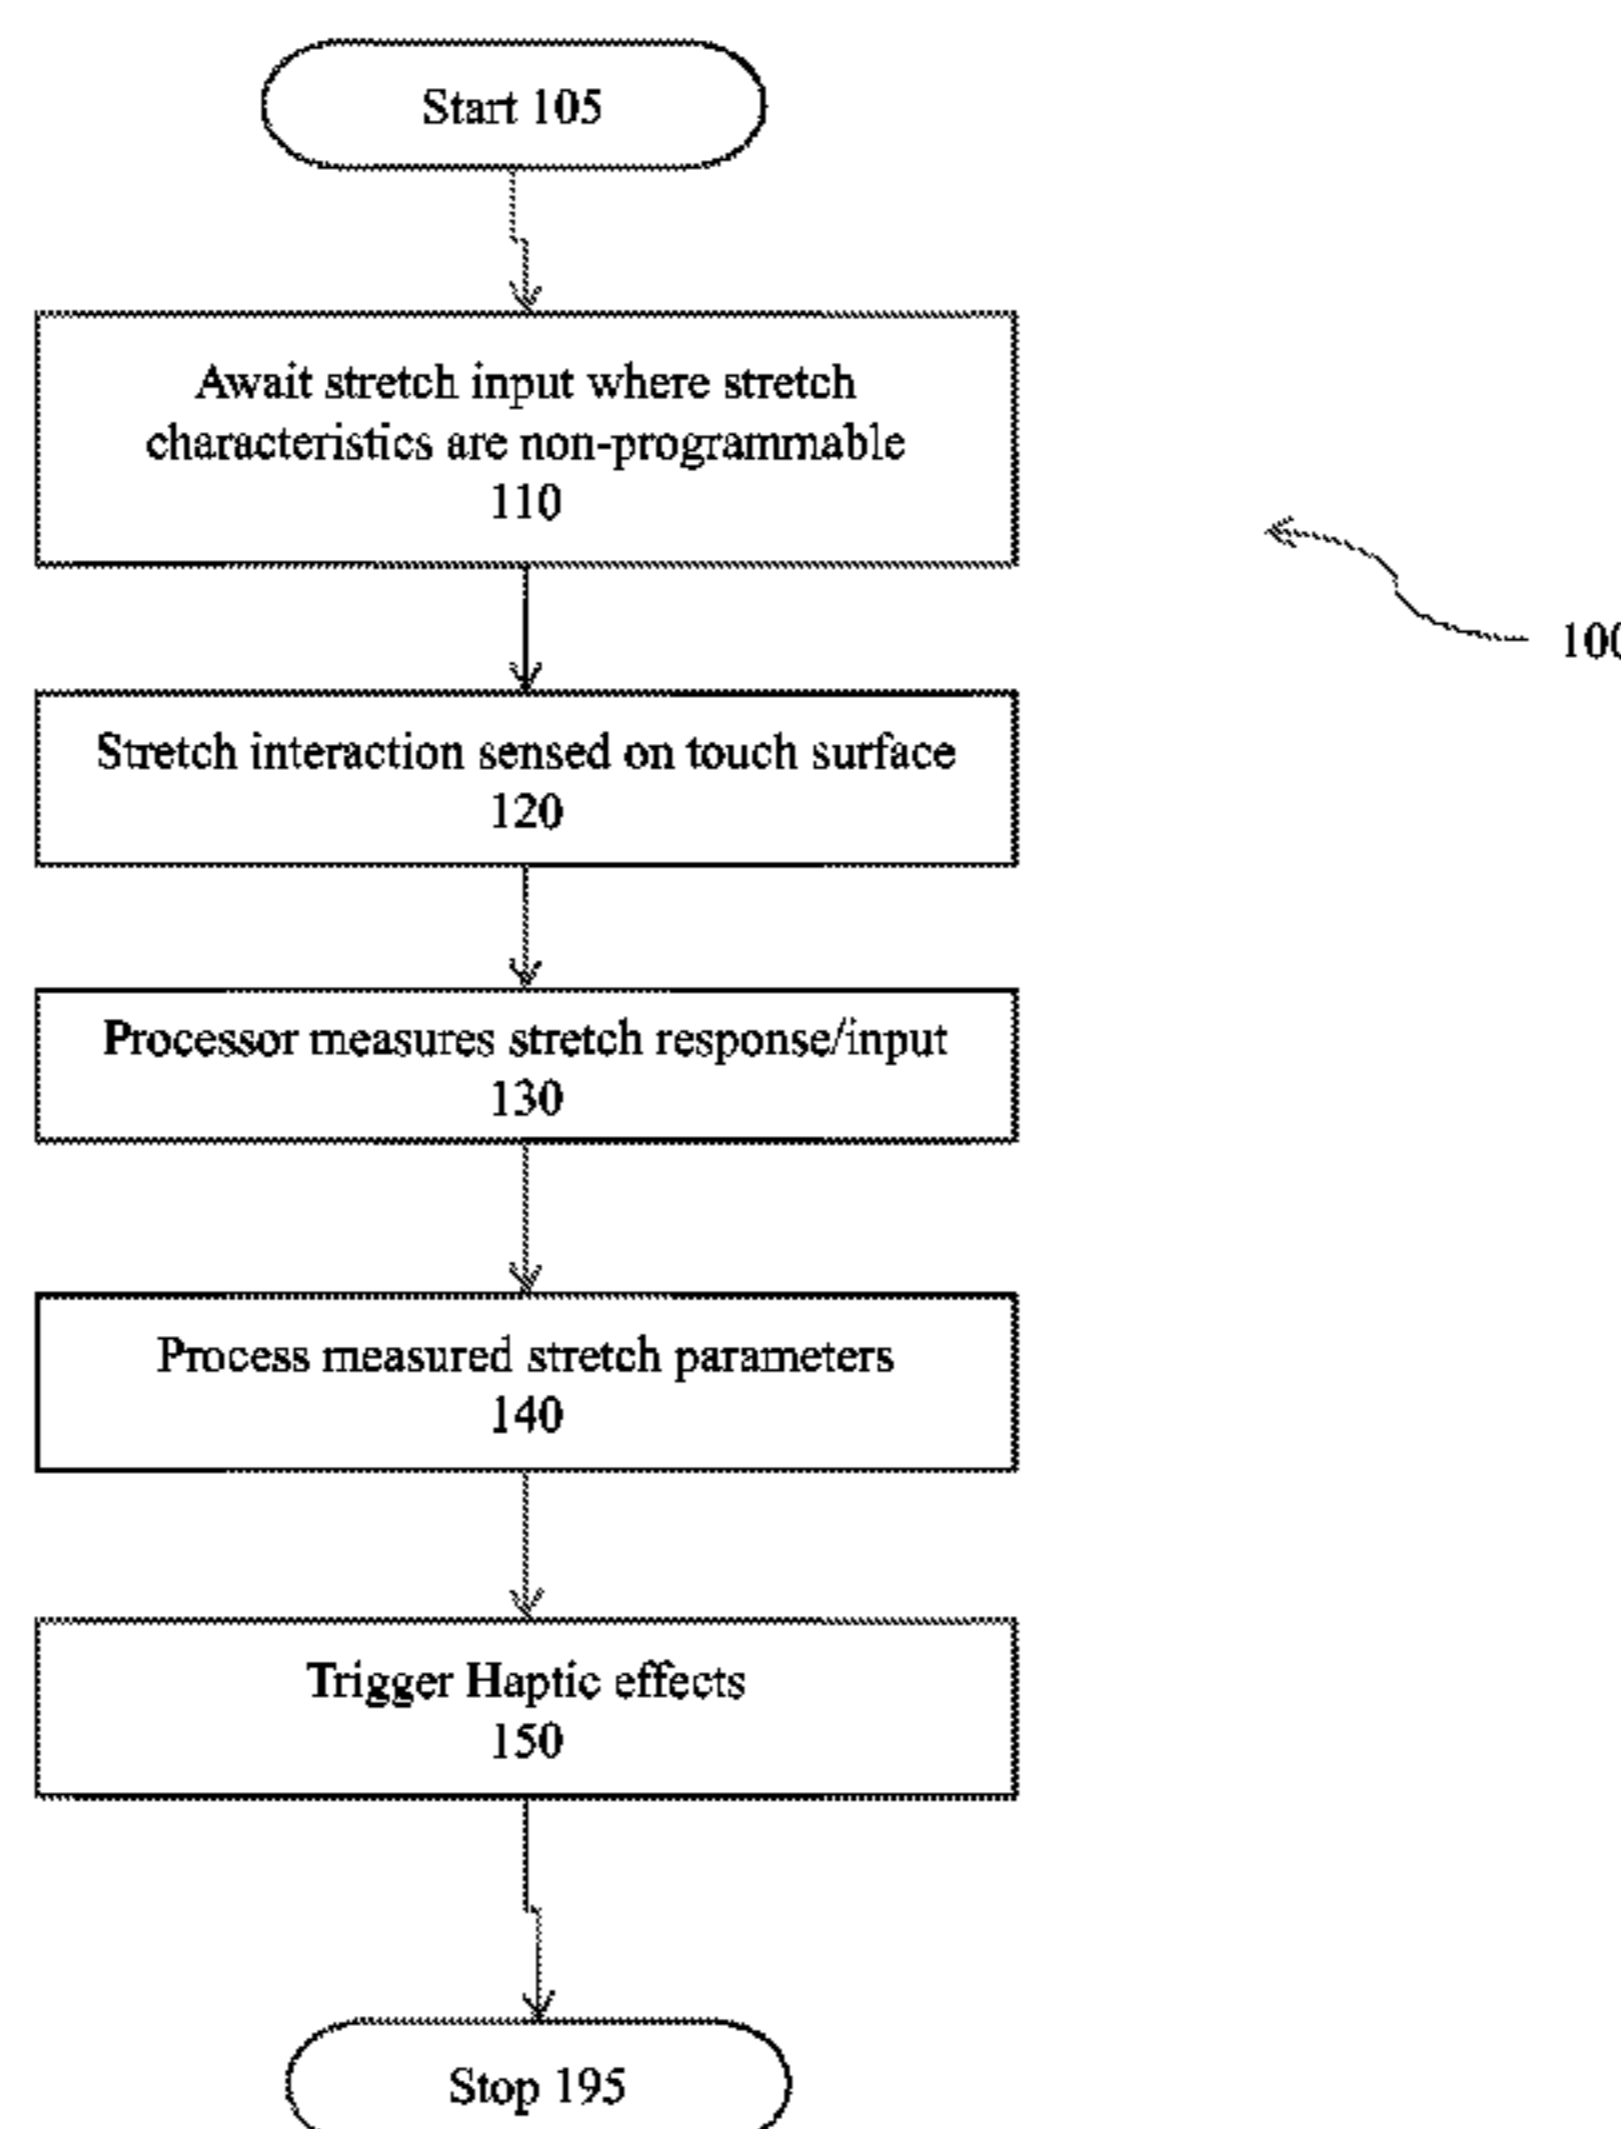 Start 105
Await stretch input where stretch
characteristics are non-programmable
110
100
Stretch interaction sensed on touch surface
120
Processor measures stretch response/input
130
Process measured stretch parameters
140
Trigger Haptic effects
150
Stop 195